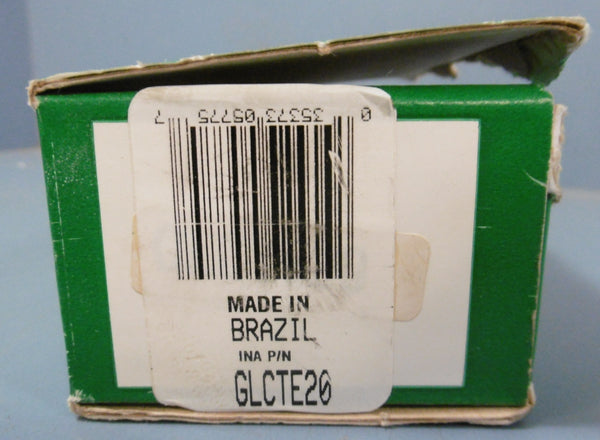 0 35373 05775 7
MADE IN
BRAZIL
INA P/N
GLCTE20